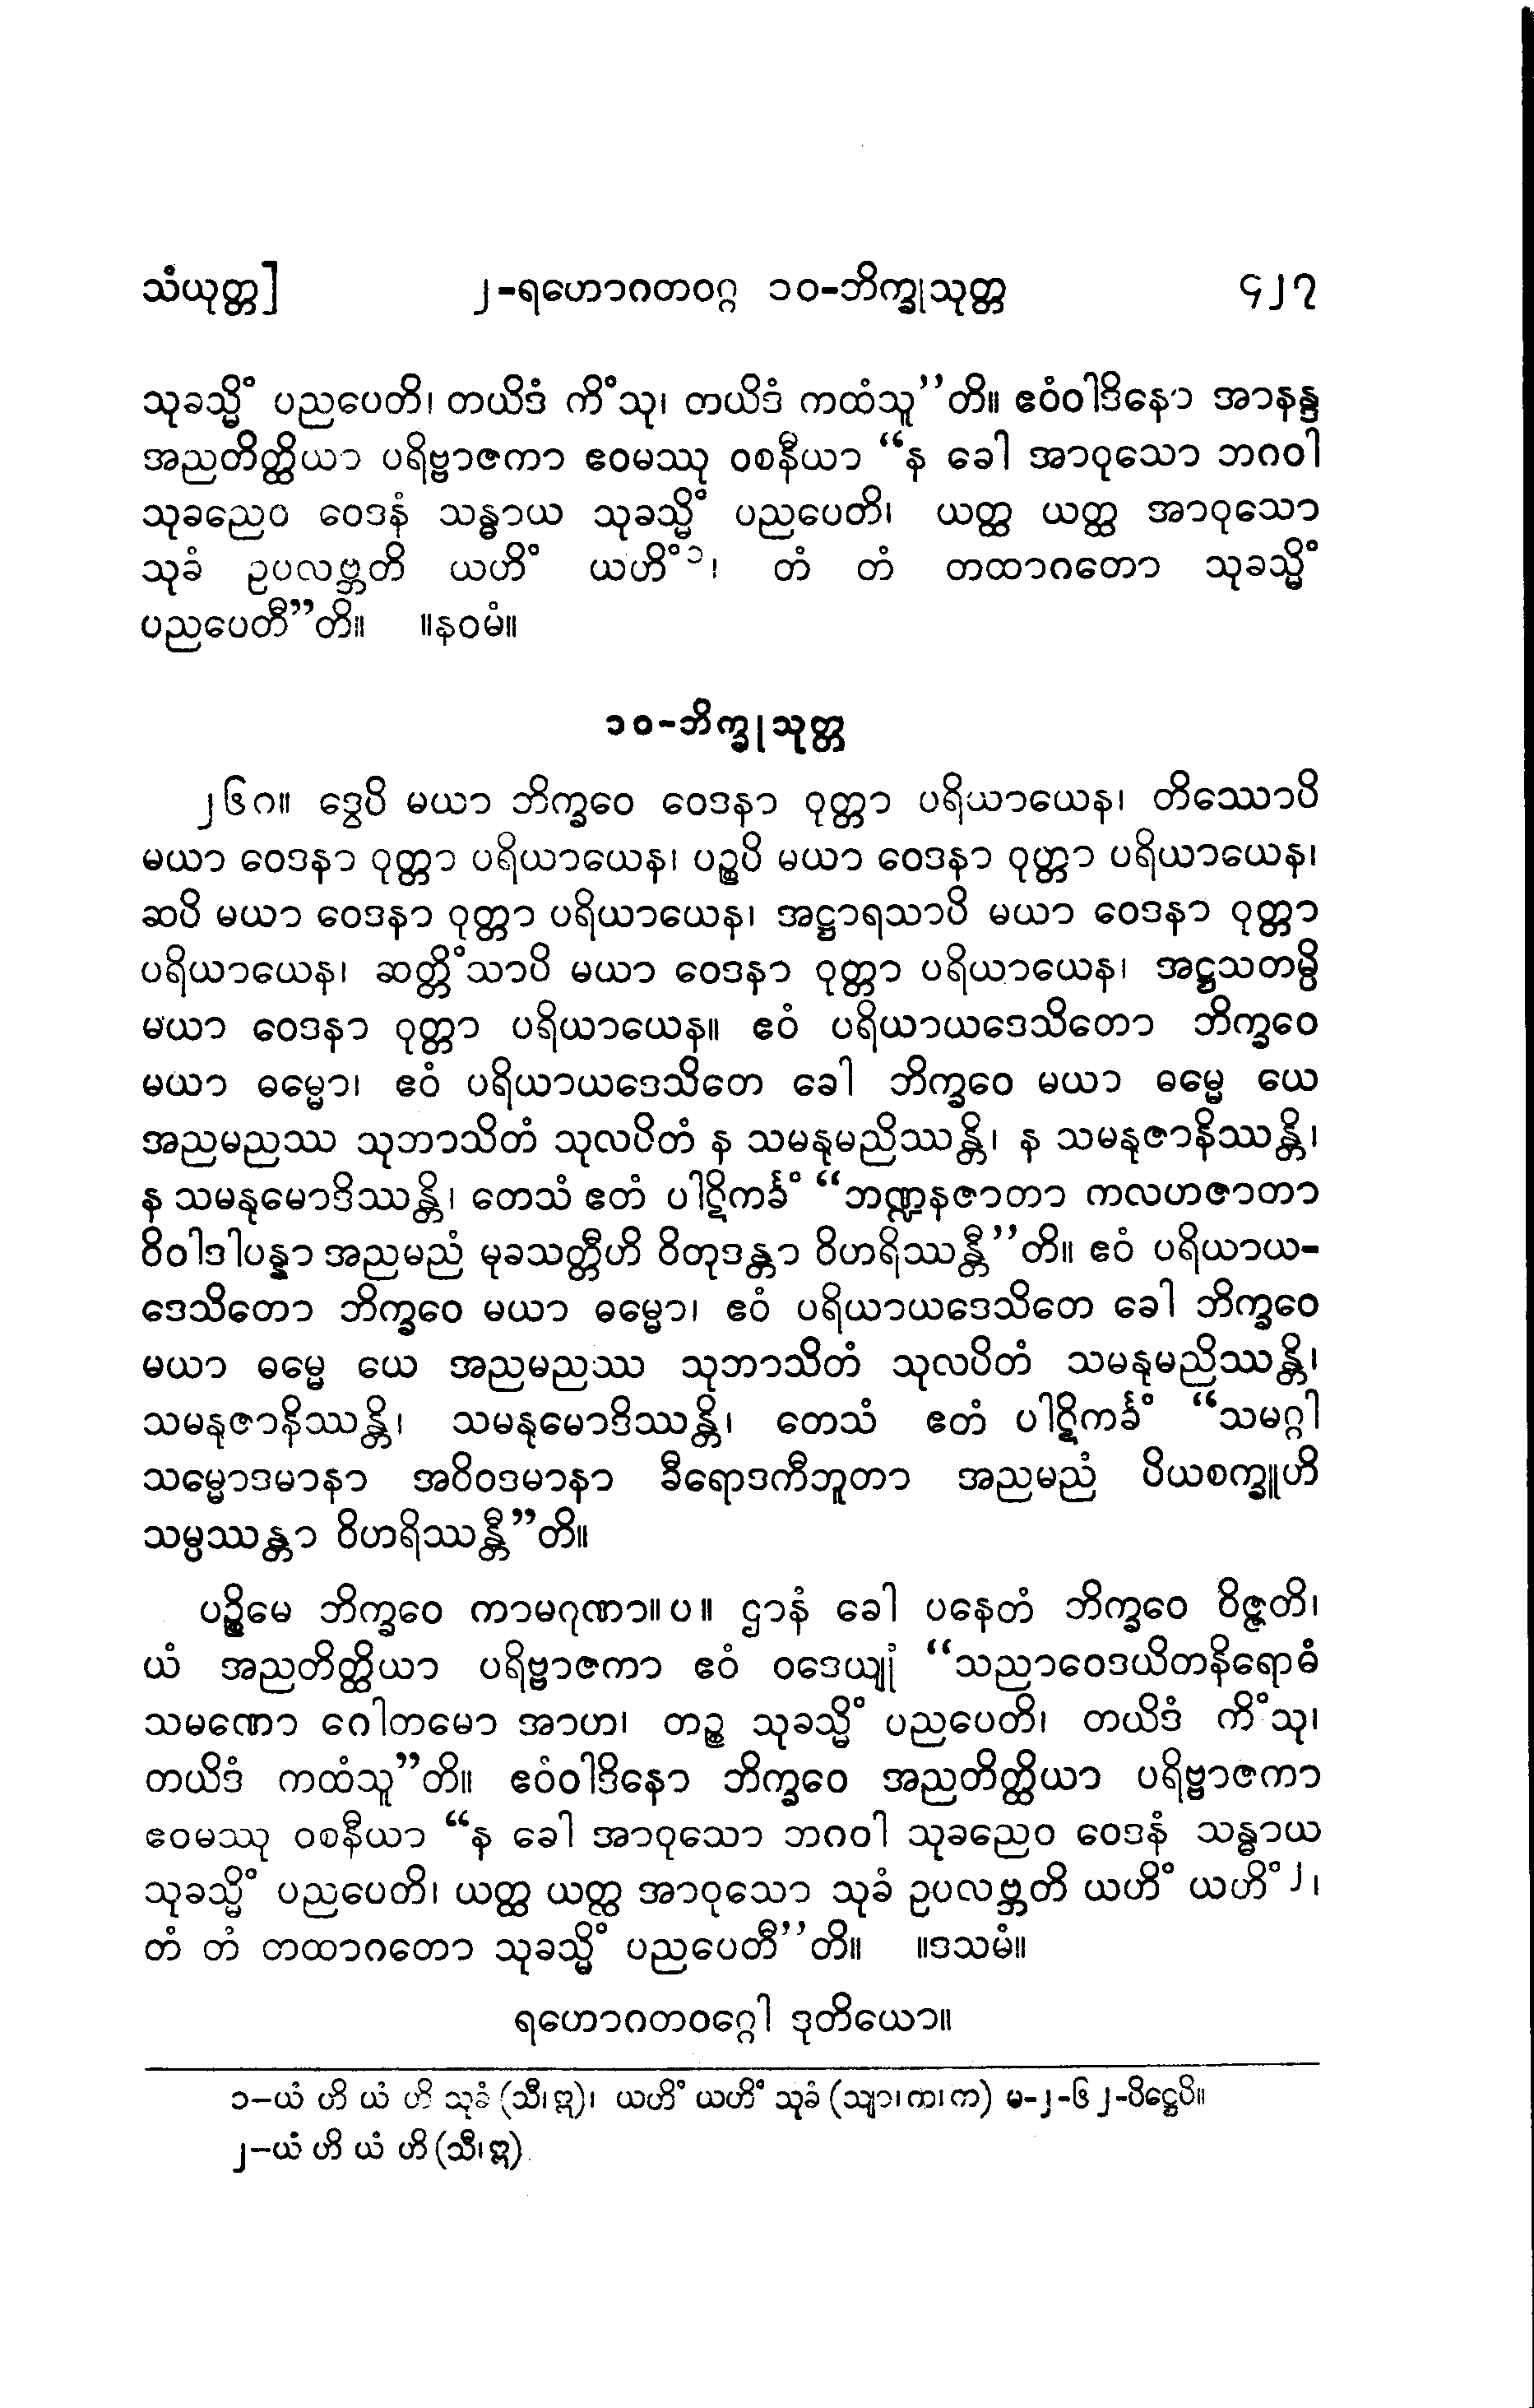 သံယုတ္တ] ၂-ရဟောဂတဝဂ္ဂ ၁၀-ဘိက္ခုသုတ္တ ၄၂၇
သုခသ္မိံ ပညပေတိ၊ တယိဒံ ကိံသု၊ တယိဒံ ကထံသူ’’တိ။ ဧဝံဝါဒိနော အာနန္ဒ
အညတိတ္ထိယာ ပရိဗ္ဗာဇကာ ဧဝမဿု ဝစနီယာ “န ခေါ အာဝုသော ဘဂဝါ
သုခညေဝ ဝေဒနံ သန္ဓာယ သုခသ္မိံ ပညပေတိ၊ ယတ္ထ ယတ္ထ အာဝုသော
သုခံ ဥပလဗ္ဘတိ ယဟိံ ယဟိံ၁၊ တံ တံ တထာဂတော သုခသ္မိံ
ပညပေတီ”တိ။ ။နဝမံ။
၁၀-ဘိက္ခုသုတ္တ
၂၆၈။ ဒွေပိ မယာ ဘိက္ခဝေ ဝေဒနာ ဝုတ္တာ ပရိယာယေန၊ တိဿောပိ
မယာ ဝေဒနာ ဝုတ္တာ ပရိယာယေန၊ ပဉ္စပိ မယာ ဝေဒနာ ဝုတ္တာ ပရိယာယေန၊
ဆပိ မယာ ဝေဒနာ ဝုတ္တာ ပရိယာယေန၊ အဋ္ဌာရသာပိ မယာ ဝေဒနာ ဝုတ္တာ
ပရိယာယေန၊ ဆတ္တိံသာပိ မယာ ဝေဒနာ ဝုတ္တာ ပရိယာယေန၊ အဋ္ဌသတမ္ပိ
မယာ ဝေဒနာ ဝုတ္တာ ပရိယာယေန။ ဧဝံ ပရိယာယဒေသိတော ဘိက္ခဝေ
မယာ ဓမ္မော၊ ဧဝံ ပရိယာယဒေသိတေ ခေါ ဘိက္ခဝေ မယာ ဓမ္မေ ယေ
အညမညဿ သုဘာသိတံ သုလပိတံ န သမနုမညိဿန္တိ၊ န သမနုဇာနိဿန္တိ၊
န သမနုမောဒိဿန္တိ၊ တေသံ ဧတံ ပါဋိကင်္ခံ “ဘဏ္ဍနဇာတာ ကလဟဇာတာ
ဝိဝါဒါပန္နာ အညမညံ မုခသတ္တီဟိ ဝိတုဒန္တာ ဝိဟရိဿန္တီ’’တိ။ ဧဝံ ပရိယာယ-
ဒေသိတော ဘိက္ခဝေ မယာ ဓမ္မော၊ ဧဝံ ပရိယာယဒေသိတေ ခေါ ဘိက္ခဝေ
မယာ ဓမ္မေ ယေ အညမညဿ သုဘာသိတံ သုလပိတံ သမနုမညိဿန္တိ၊
သမနုဇာနိဿန္တိ၊ သမနုမောဒိဿန္တိ၊ တေသံ ဧတံ ပါဋိကင်္ခံ “သမဂ္ဂါ
သမ္မောဒမာနာ အဝိဝဒမာနာ ခီရောဒကီဘူတာ အညမညံ ပိယစက္ခူဟိ
သမ္ပဿန္တာ ဝိဟရိဿန္တီ”တိ။
ပဉ္စိမေ ဘိက္ခဝေ ကာမဂုဏာ။ ပ ။ ဌာနံ ခေါ ပနေတံ ဘိက္ခဝေ ဝိဇ္ဇတိ၊
ယံ အညတိတ္ထိယာ ပရိဗ္ဗာဇကာ ဧဝံ ဝဒေယျုံ “သညာဝေဒယိတနိရောဓံ
သမဏော ဂေါတမော အာဟ၊ တဉ္စ သုခသ္မိံ ပညပေတိ၊ တယိဒံ ကိံသု၊
တယိဒံ ကထံသူ”တိ။ ဧဝံဝါဒိနော ဘိက္ခဝေ အညတိတ္ထိယာ ပရိဗ္ဗာဇကာ
ဧဝမဿု ဝစနီယာ “န ခေါ အာဝုသော ဘဂဝါ သုခညေဝ ဝေဒနံ သန္ဓာယ
သုခသ္မိံ ပညပေတိ၊ ယတ္ထ ယတ္ထ အာဝုသော သုခံ ဥပလဗ္ဘတိ ယဟိံ ယဟိံ၂၊
တံ တံ တထာဂတော သုခသ္မိံ ပညပေတီ’’တိ။ ။ဒသမံ။
ရဟောဂတဝဂ္ဂေါ ဒုတိယော။
၁-ယံ ဟိ ယံ ဟိ သုခံ (သီ၊ဣ)၊ ယဟိံ ယဟိံ သုခံ (သျာ၊က၊က) မ-၂-၆၂-ပိဋ္ဌေပိ။
၂-ယံ ဟိ ယံ ဟိ (သီ၊ဣ)